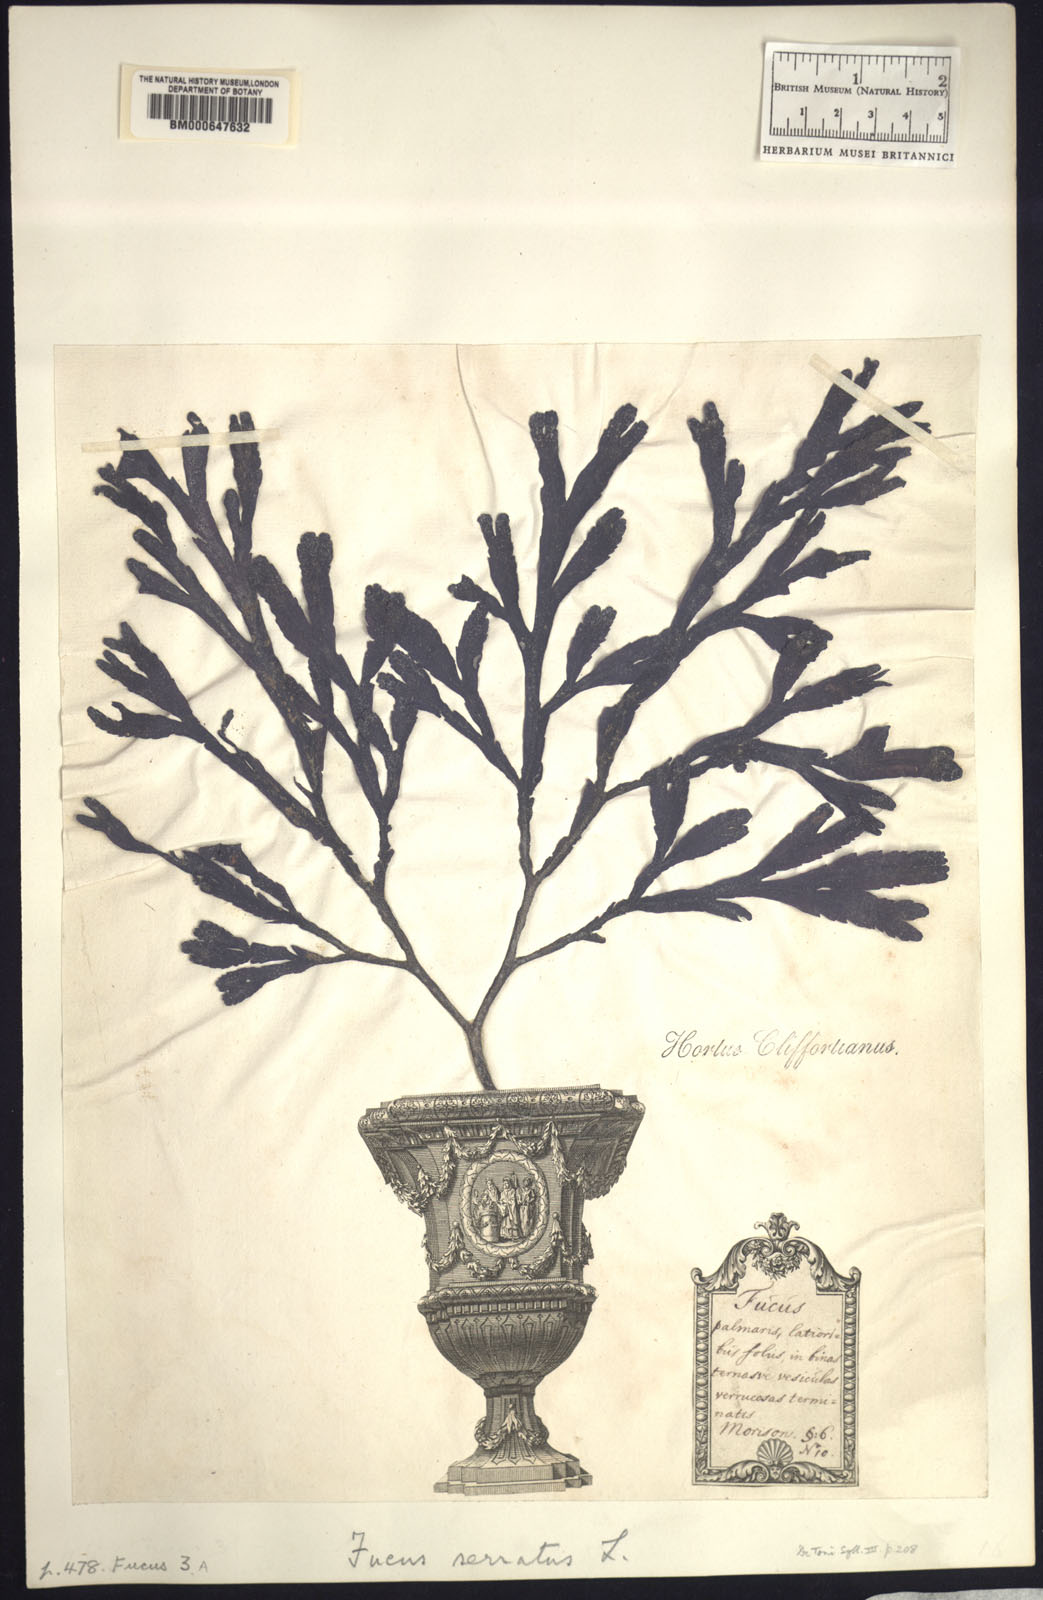 THE NATURAL HISTORY MUSEUM, LONDON
DEPARTMENT OF BOTANY
BM000647632
1 2
BRITISH MUSEUM (NATURAL HISTORY)
1 2 3 4 5
HERBARIUM MUSEI BRITANNICI
Hortus Cliffortianus.
Fucus
palmaris, latiori=
bus foliis, in binas
ternasve vesiculas
verrucosas termi=
natis
Morison. §.6.
N.10.
Fucus serratus L.
p. 478. Fucus 3 A
De Toni Syll. III. p. 208